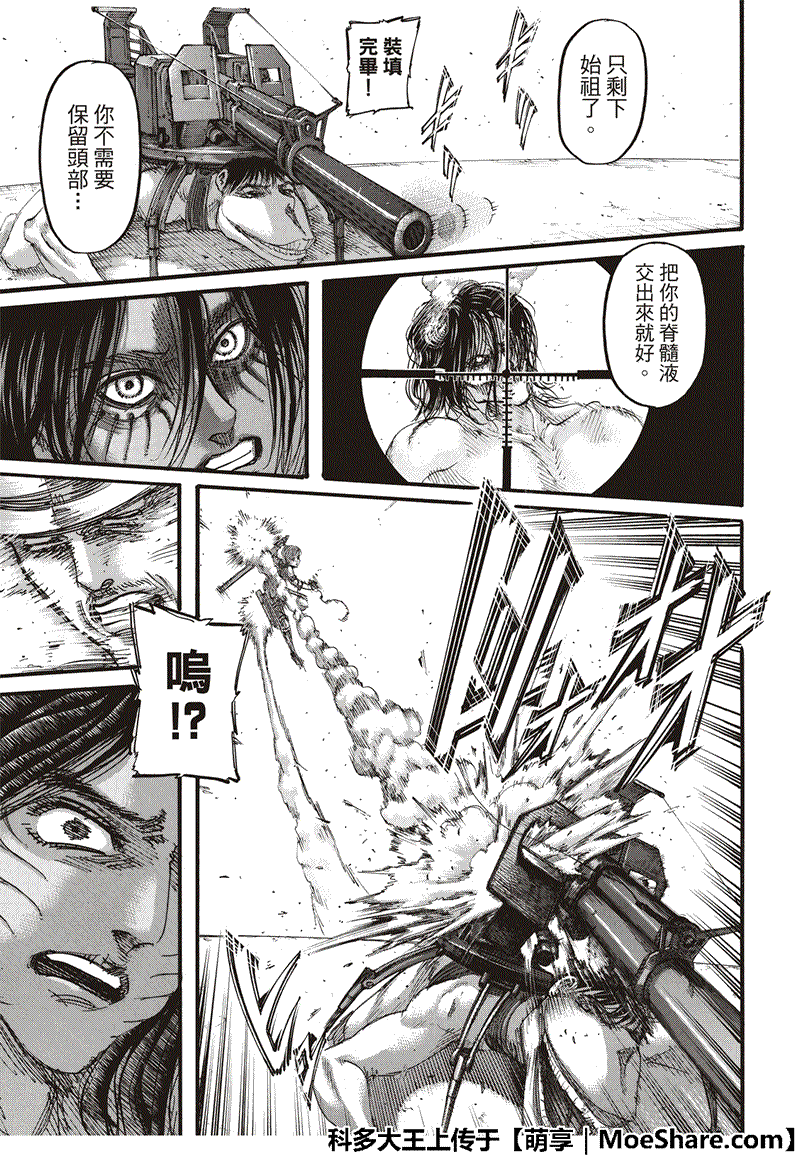 只剩下
始祖了。
裝填
完畢！
你不需要
保留頭部…
把你的脊髓液
交出來就好。
嗚
!?
科多大王上传于【萌享 | MoeShare.com】